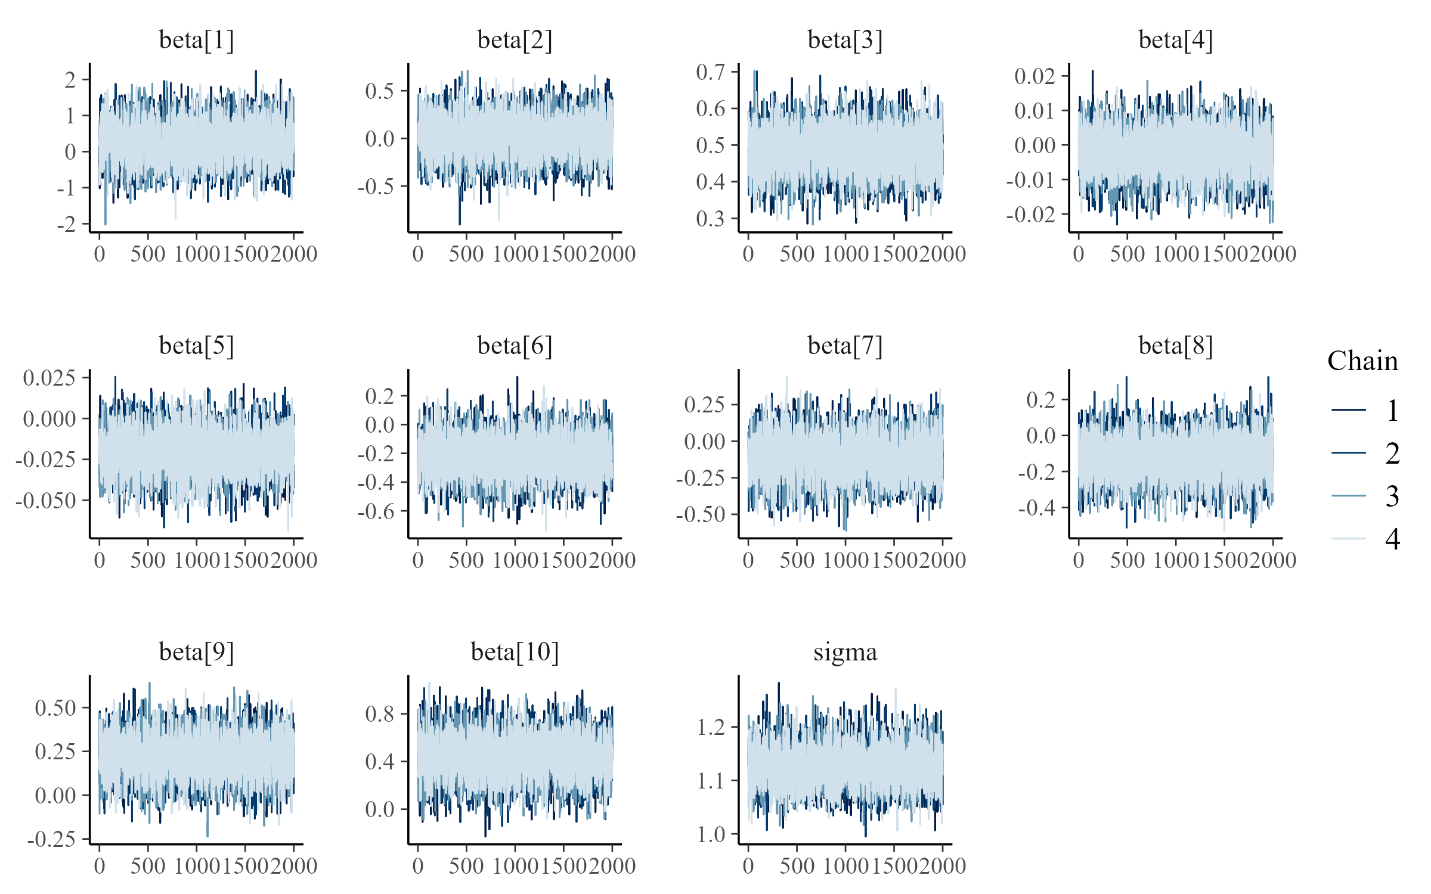 beta[1] beta[2] beta[3] beta[4]
2 1 0 -1 -2
0 500 1000 1500 2000
0.5 0.0 -0.5
0 500 1000 1500 2000
0.7 0.6 0.5 0.4 0.3
0 500 1000 1500 2000
0.02 0.01 0.00 -0.01 -0.02
0 500 1000 1500 2000
beta[5] beta[6] beta[7] beta[8]
0.025 0.000 -0.025 -0.050
0 500 1000 1500 2000
0.2 0.0 -0.2 -0.4 -0.6
0 500 1000 1500 2000
0.25 0.00 -0.25 -0.50
0 500 1000 1500 2000
0.2 0.0 -0.2 -0.4
0 500 1000 1500 2000
Chain
1
2
3
4
beta[9] beta[10] sigma
0.50 0.25 0.00 -0.25
0 500 1000 1500 2000
0.8 0.4 0.0
0 500 1000 1500 2000
1.2 1.1 1.0
0 500 1000 1500 2000